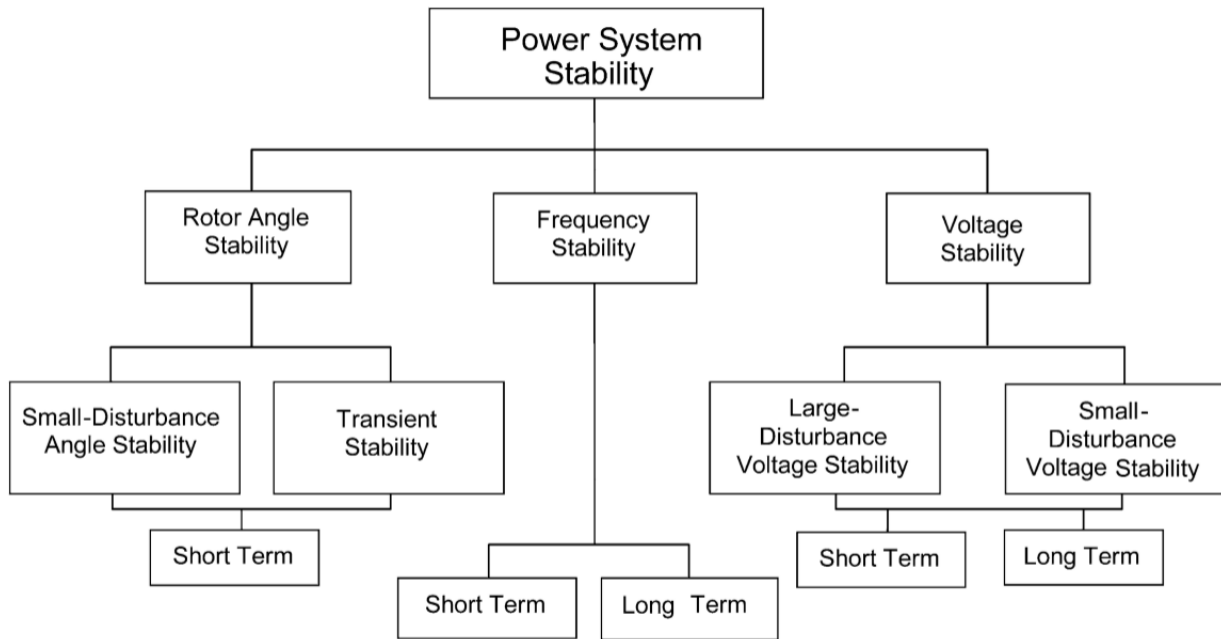 Power System
Stability
Rotor Angle
Stability
Frequency
Stability
Voltage
Stability
Small-Disturbance
Angle Stability
Transient
Stability
Large-
Disturbance
Voltage Stability
Small-
Disturbance
Voltage Stability
Short Term
Short Term
Long Term
Short Term
Long Term